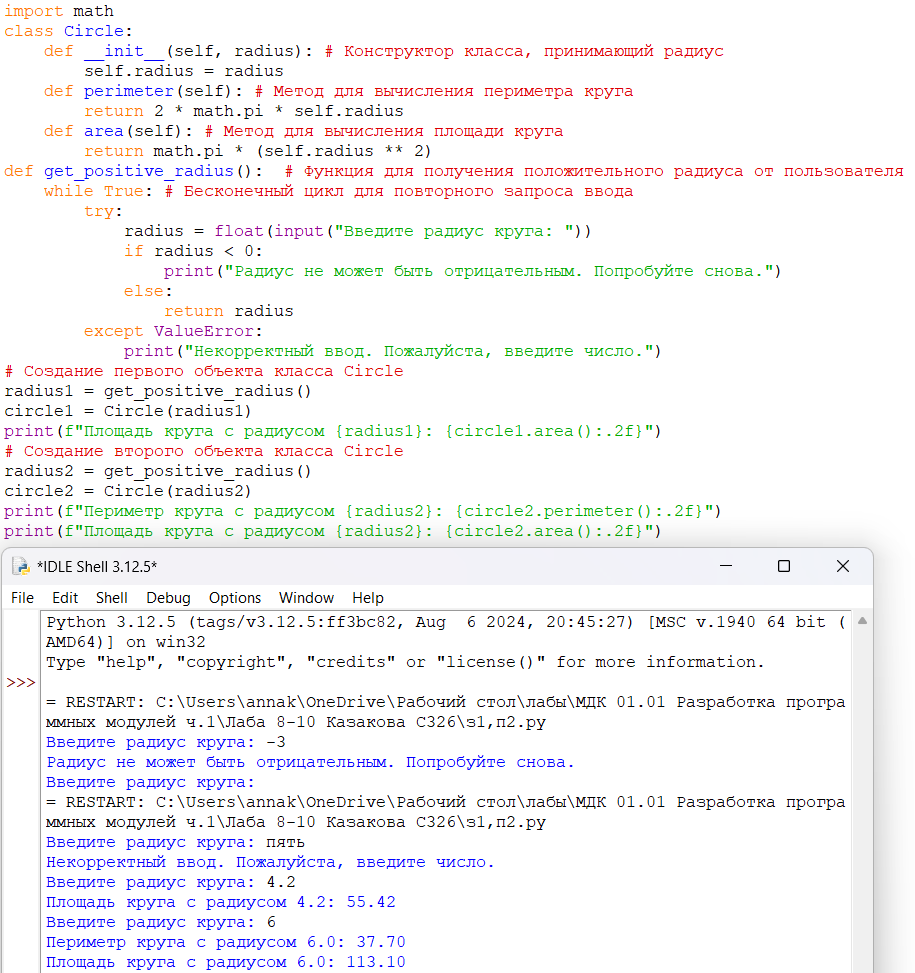 import math
class Circle:
    def __init__(self, radius): # Конструктор класса, принимающий радиус
        self.radius = radius
    def perimeter(self): # Метод для вычисления периметра круга
        return 2 * math.pi * self.radius
    def area(self): # Метод для вычисления площади круга
        return math.pi * (self.radius ** 2)
def get_positive_radius():  # Функция для получения положительного радиуса от пользователя
    while True: # Бесконечный цикл для повторного запроса ввода
        try:
            radius = float(input("Введите радиус круга: "))
            if radius < 0:
                print("Радиус не может быть отрицательным. Попробуйте снова.")
            else:
                return radius
        except ValueError:
            print("Некорректный ввод. Пожалуйста, введите число.")
# Создание первого объекта класса Circle
radius1 = get_positive_radius()
circle1 = Circle(radius1)
print(f"Площадь круга с радиусом {radius1}: {circle1.area():.2f}")
# Создание второго объекта класса Circle
radius2 = get_positive_radius()
circle2 = Circle(radius2)
print(f"Периметр круга с радиусом {radius2}: {circle2.perimeter():.2f}")
print(f"Площадь круга с радиусом {radius2}: {circle2.area():.2f}")
*IDLE Shell 3.12.5*
File Edit Shell Debug Options Window Help
Python 3.12.5 (tags/v3.12.5:ff3bc82, Aug  6 2024, 20:45:27) [MSC v.1940 64 bit (
AMD64)] on win32
Type "help", "copyright", "credits" or "license()" for more information.
>>>
= RESTART: C:\Users\annak\OneDrive\Рабочий стол\лабы\МДК 01.01 Разработка програ
ммных модулей ч.1\Лаба 8-10 Казакова С326\з1,п2.py
Введите радиус круга: -3
Радиус не может быть отрицательным. Попробуйте снова.
Введите радиус круга:
= RESTART: C:\Users\annak\OneDrive\Рабочий стол\лабы\МДК 01.01 Разработка програ
ммных модулей ч.1\Лаба 8-10 Казакова С326\з1,п2.py
Введите радиус круга: пять
Некорректный ввод. Пожалуйста, введите число.
Введите радиус круга: 4.2
Площадь круга с радиусом 4.2: 55.42
Введите радиус круга: 6
Периметр круга с радиусом 6.0: 37.70
Площадь круга с радиусом 6.0: 113.10